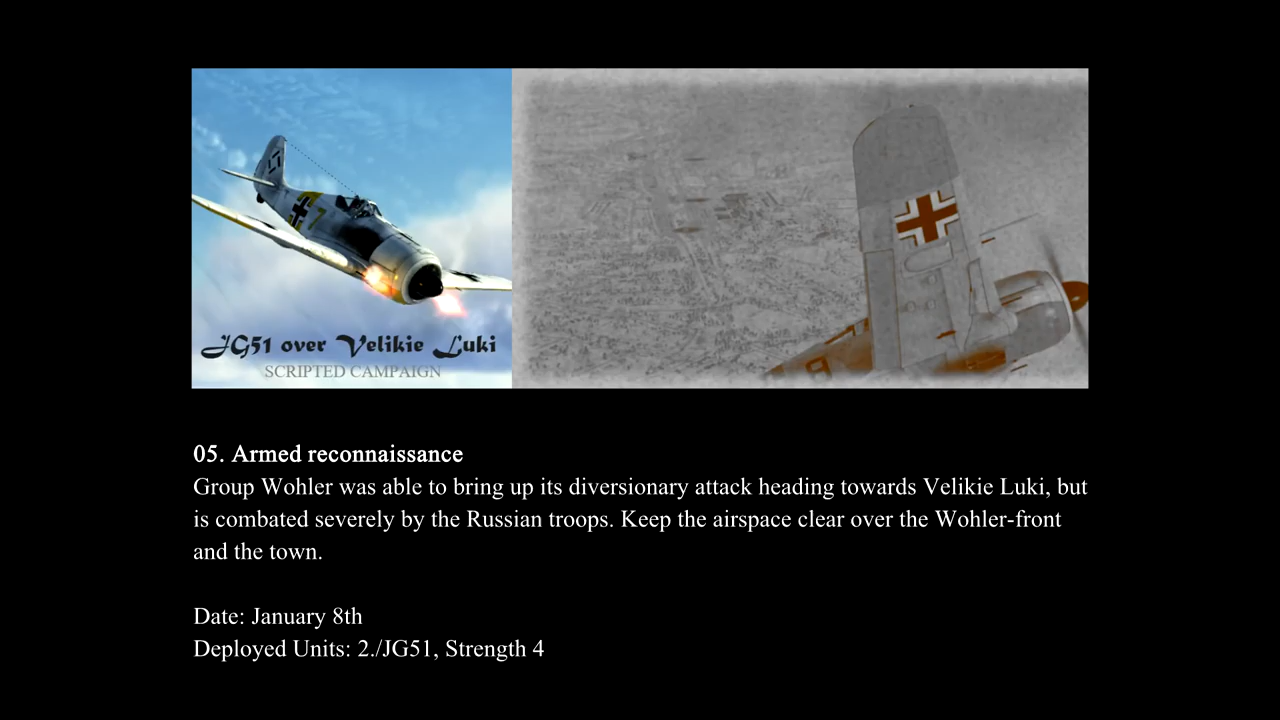 JG51 over Velikie Luki
SCRIPTED CAMPAIGN
05. Armed reconnaissance
Group Wohler was able to bring up its diversionary attack heading towards Velikie Luki, but
is combated severely by the Russian troops. Keep the airspace clear over the Wohler-front
and the town.
Date: January 8th
Deployed Units: 2./JG51, Strength 4